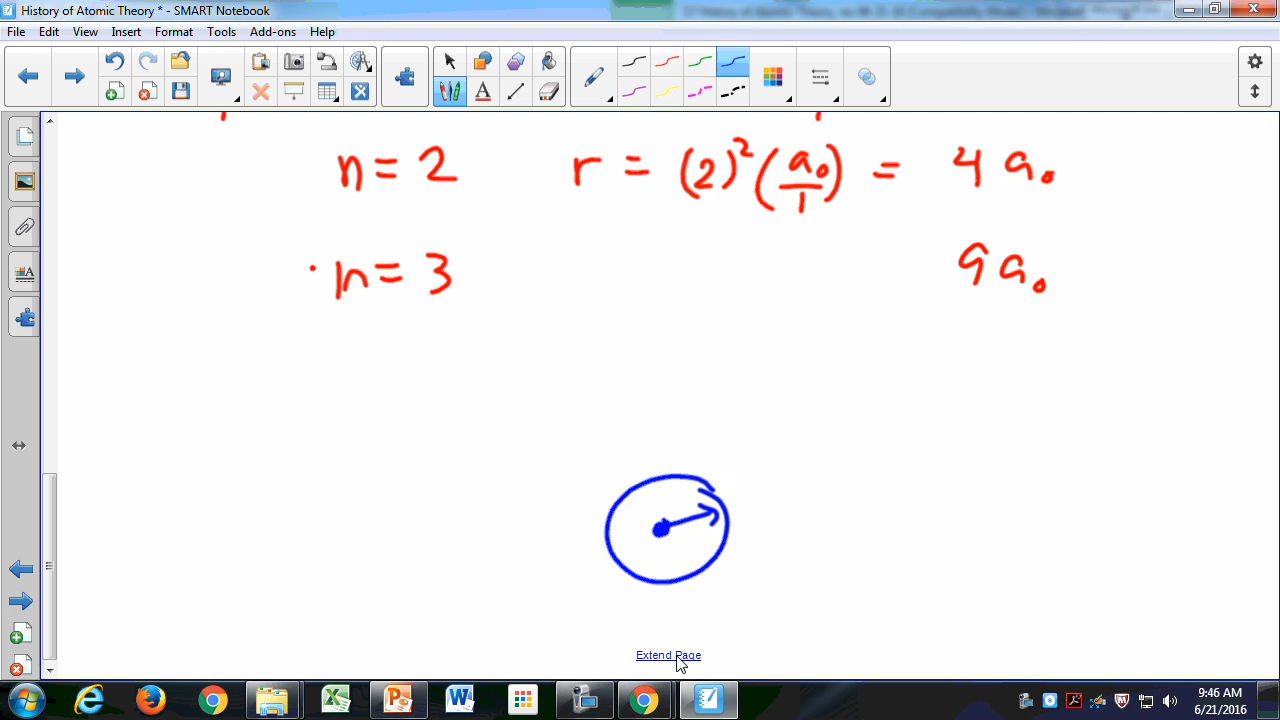 History of Atomic Theory * - SMART Notebook
File Edit View Insert Format Tools Add-ons Help
n = 2 r = (2)² (a₀/1) = 4 a₀
n = 3 9 a₀
Extend Page
9:46 AM
6/21/2016